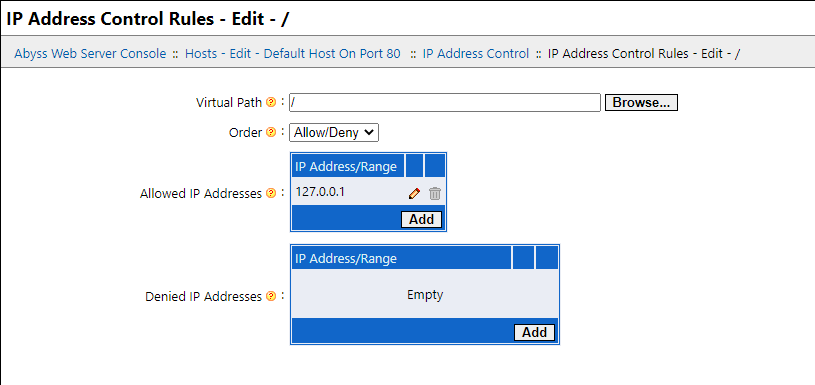 IP Address Control Rules - Edit - /
Abyss Web Server Console :: Hosts - Edit - Default Host On Port 80 :: IP Address Control :: IP Address Control Rules - Edit - /
Virtual Path ? : / Browse...
Order ? : Allow/Deny
IP Address/Range
Allowed IP Addresses ? : 127.0.0.1
Add
IP Address/Range
Denied IP Addresses ? : Empty
Add